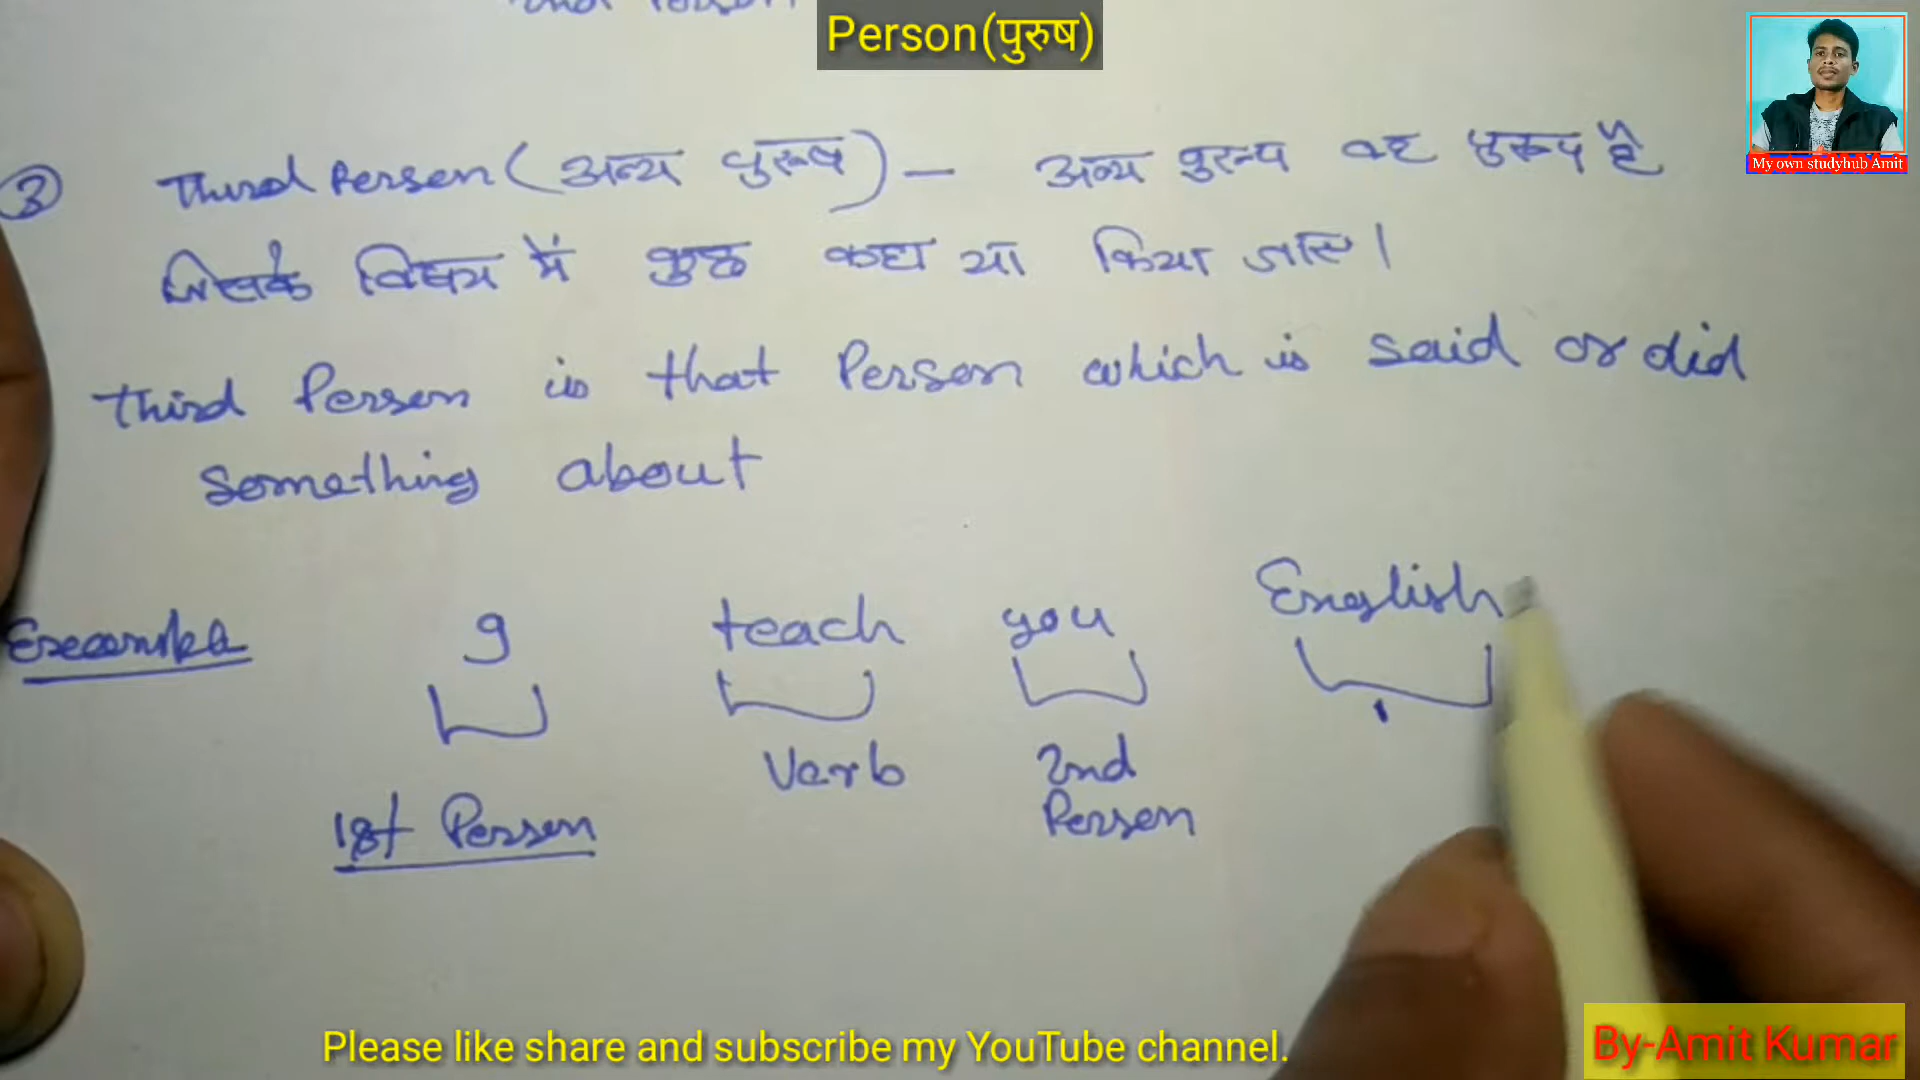 Person(पुरुष)
My own studyhub Amit
③ Third Person (अन्य पुरूष) — अन्य पुरूष वह पुरूष है
जिसके विषय में कुछ कहा या किया जाए।
Third Person is that Person which is said or did
something about
Example I teach you English
Verb 2nd
1st Person Person
Please like share and subscribe my YouTube channel.
By-Amit Kumar